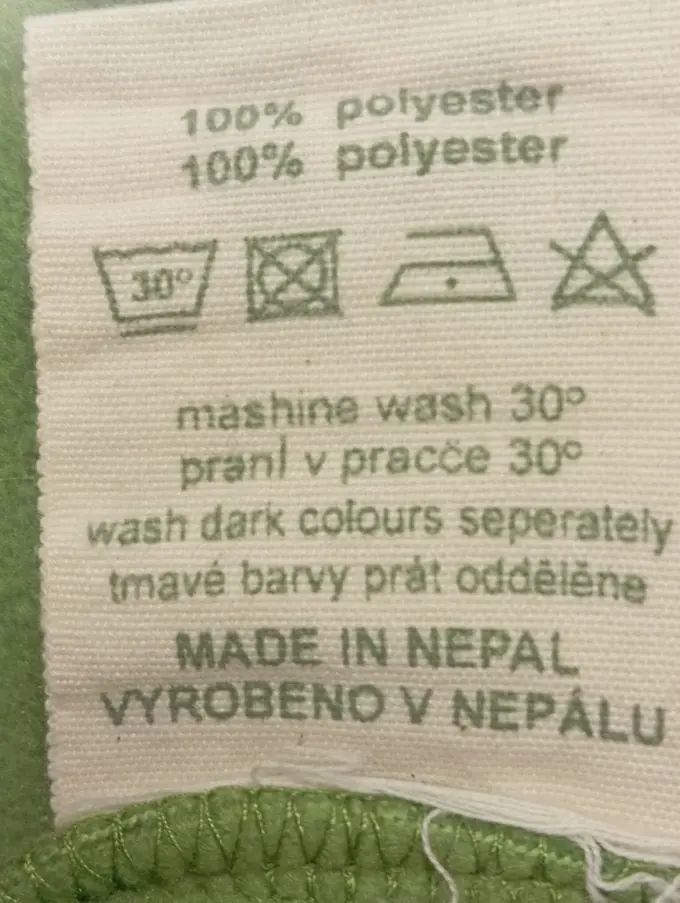 100% polyester
100% polyester
30°
mashine wash 30°
praní v pracče 30°
wash dark colours seperately
tmavé barvy prát odděléne
MADE IN NEPAL
VYROBENO V NEPÁLU